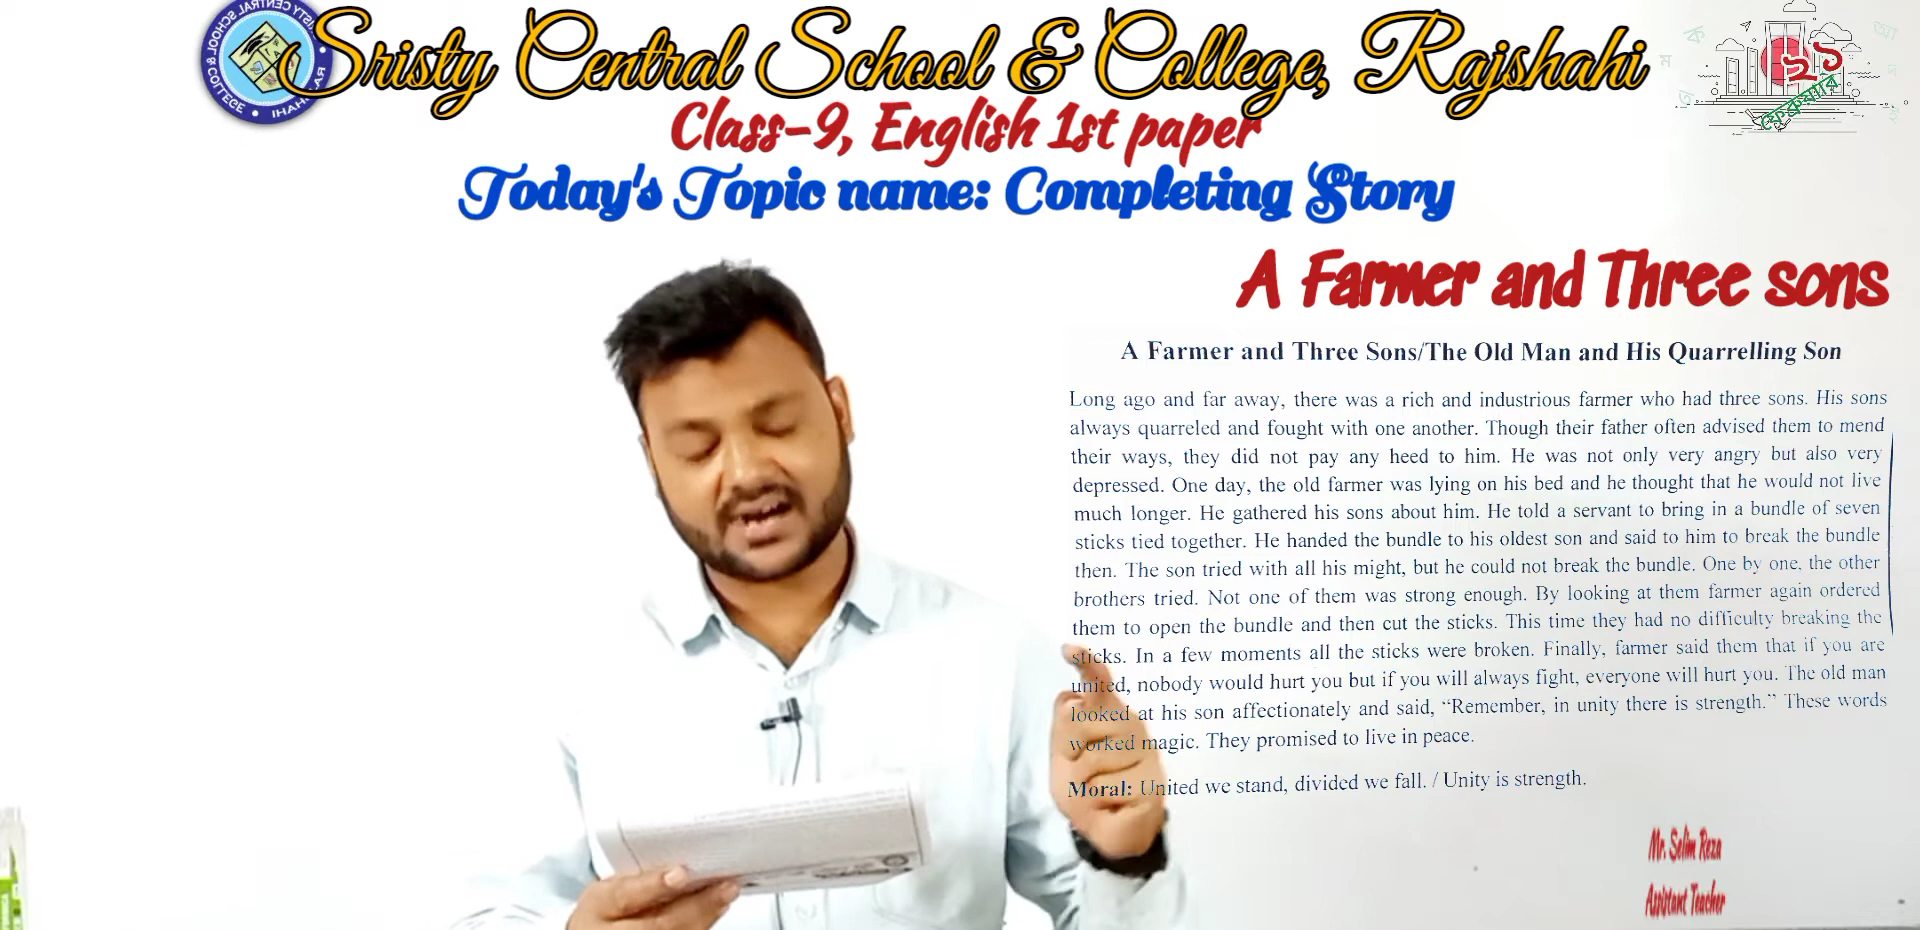 Sristy Central School & College, Rajshahi
Class-9, English 1st paper
Today's Topic name: Completing Story
২১
ফেব্রুয়ারি
A Farmer and Three sons
A Farmer and Three Sons/The Old Man and His Quarrelling Son
Long ago and far away, there was a rich and industrious farmer who had three sons. His sons
always quarreled and fought with one another. Though their father often advised them to mend
their ways, they did not pay any heed to him. He was not only very angry but also very
depressed. One day, the old farmer was lying on his bed and he thought that he would not live
much longer. He gathered his sons about him. He told a servant to bring in a bundle of seven
sticks tied together. He handed the bundle to his oldest son and said to him to break the bundle
then. The son tried with all his might, but he could not break the bundle. One by one, the other
brothers tried. Not one of them was strong enough. By looking at them farmer again ordered
them to open the bundle and then cut the sticks. This time they had no difficulty breaking the
sticks. In a few moments all the sticks were broken. Finally, farmer said them that if you are
united, nobody would hurt you but if you will always fight, everyone will hurt you. The old man
looked at his son affectionately and said, “Remember, in unity there is strength.” These words
worked magic. They promised to live in peace.
Moral: United we stand, divided we fall. / Unity is strength.
Mr. Selim Reza
Assistant Teacher